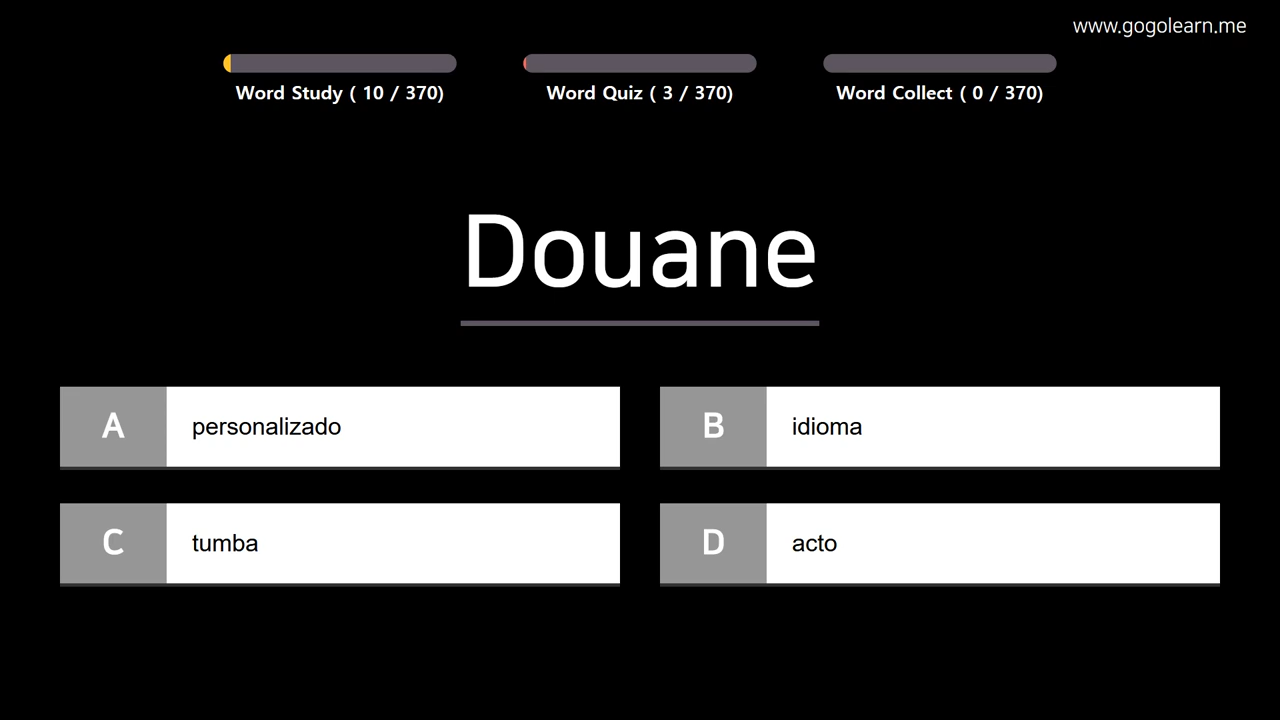 www.gogolearn.me
Word Study ( 10 / 370)
Word Quiz ( 3 / 370)
Word Collect ( 0 / 370)
Douane
A personalizado
B idioma
C tumba
D acto